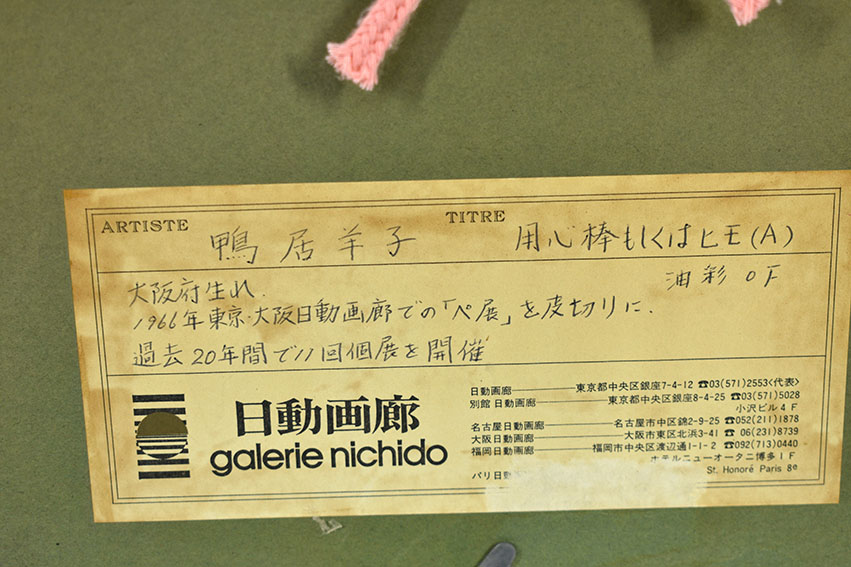 ARTISTE 鴨居羊子 TITRE 用心棒もしくはヒモ(A)
油彩 0F
大阪府生れ.
1966年東京・大阪日動画廊での「ペ展」を皮切りに.
過去20年間で11回個展を開催
日動画廊
galerie nichido
日動画廊 東京都中央区銀座7-4-12 ☎03(571)2553<代表>
別館 日動画廊 東京都中央区銀座8-4-25 ☎03(571)5028
小沢ビル4F
名古屋日動画廊 名古屋市中区錦2-9-25 ☎052(211)1878
大阪日動画廊 大阪市東区北浜3-41 ☎06(231)8739
福岡日動画廊 福岡市中央区渡辺通1-1-2 ☎092(713)0440
ホテルニューオータニ博多1F
パリ日動 St. Honoré Paris 8e